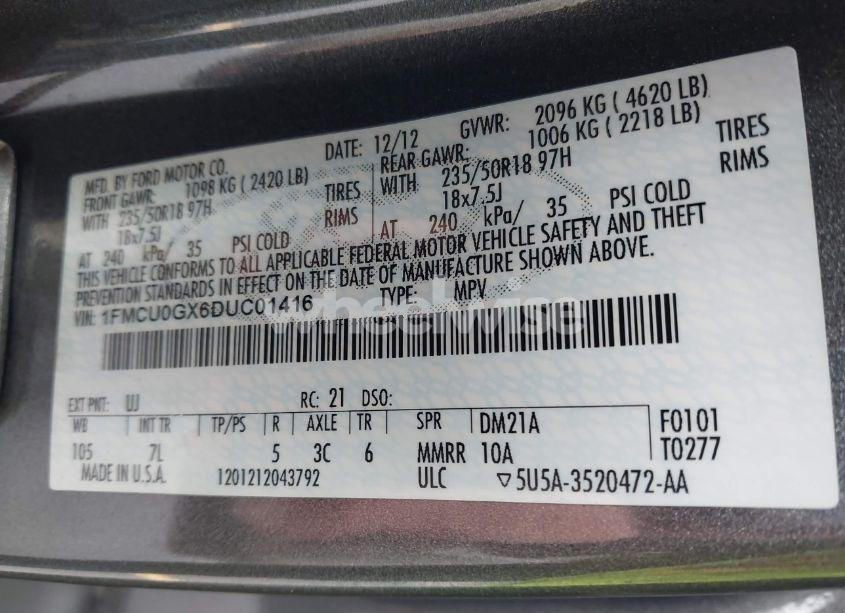 MFD. BY FORD MOTOR CO. DATE: 12/12 GVWR: 2096 KG ( 4620 LB)
FRONT GAWR: 1098 KG ( 2420 LB) REAR GAWR: 1006 KG ( 2218 LB)
WITH 235/50R18 97H TIRES WITH 235/50R18 97H TIRES
18x7.5J RIMS 18x7.5J RIMS
AT 240 kPa/ 35 PSI COLD AT 240 kPa/ 35 PSI COLD
THIS VEHICLE CONFORMS TO ALL APPLICABLE FEDERAL MOTOR VEHICLE SAFETY AND THEFT
PREVENTION STANDARDS IN EFFECT ON THE DATE OF MANUFACTURE SHOWN ABOVE.
VIN: 1FMCU0GX6DUC01416 TYPE: MPV
wheelwise
EXT PNT: UJ RC: 21 DSO:
WB INT TR TP/PS R AXLE TR SPR DM21A F0101
105 7L 5 3C 6 MMRR 10A T0277
MADE IN U.S.A. 1201212043792 ULC ▽5U5A-3520472-AA